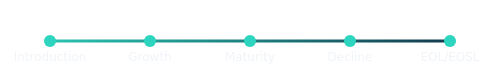 Introduction
Growth
Maturity
Decline
EOL/EOSL